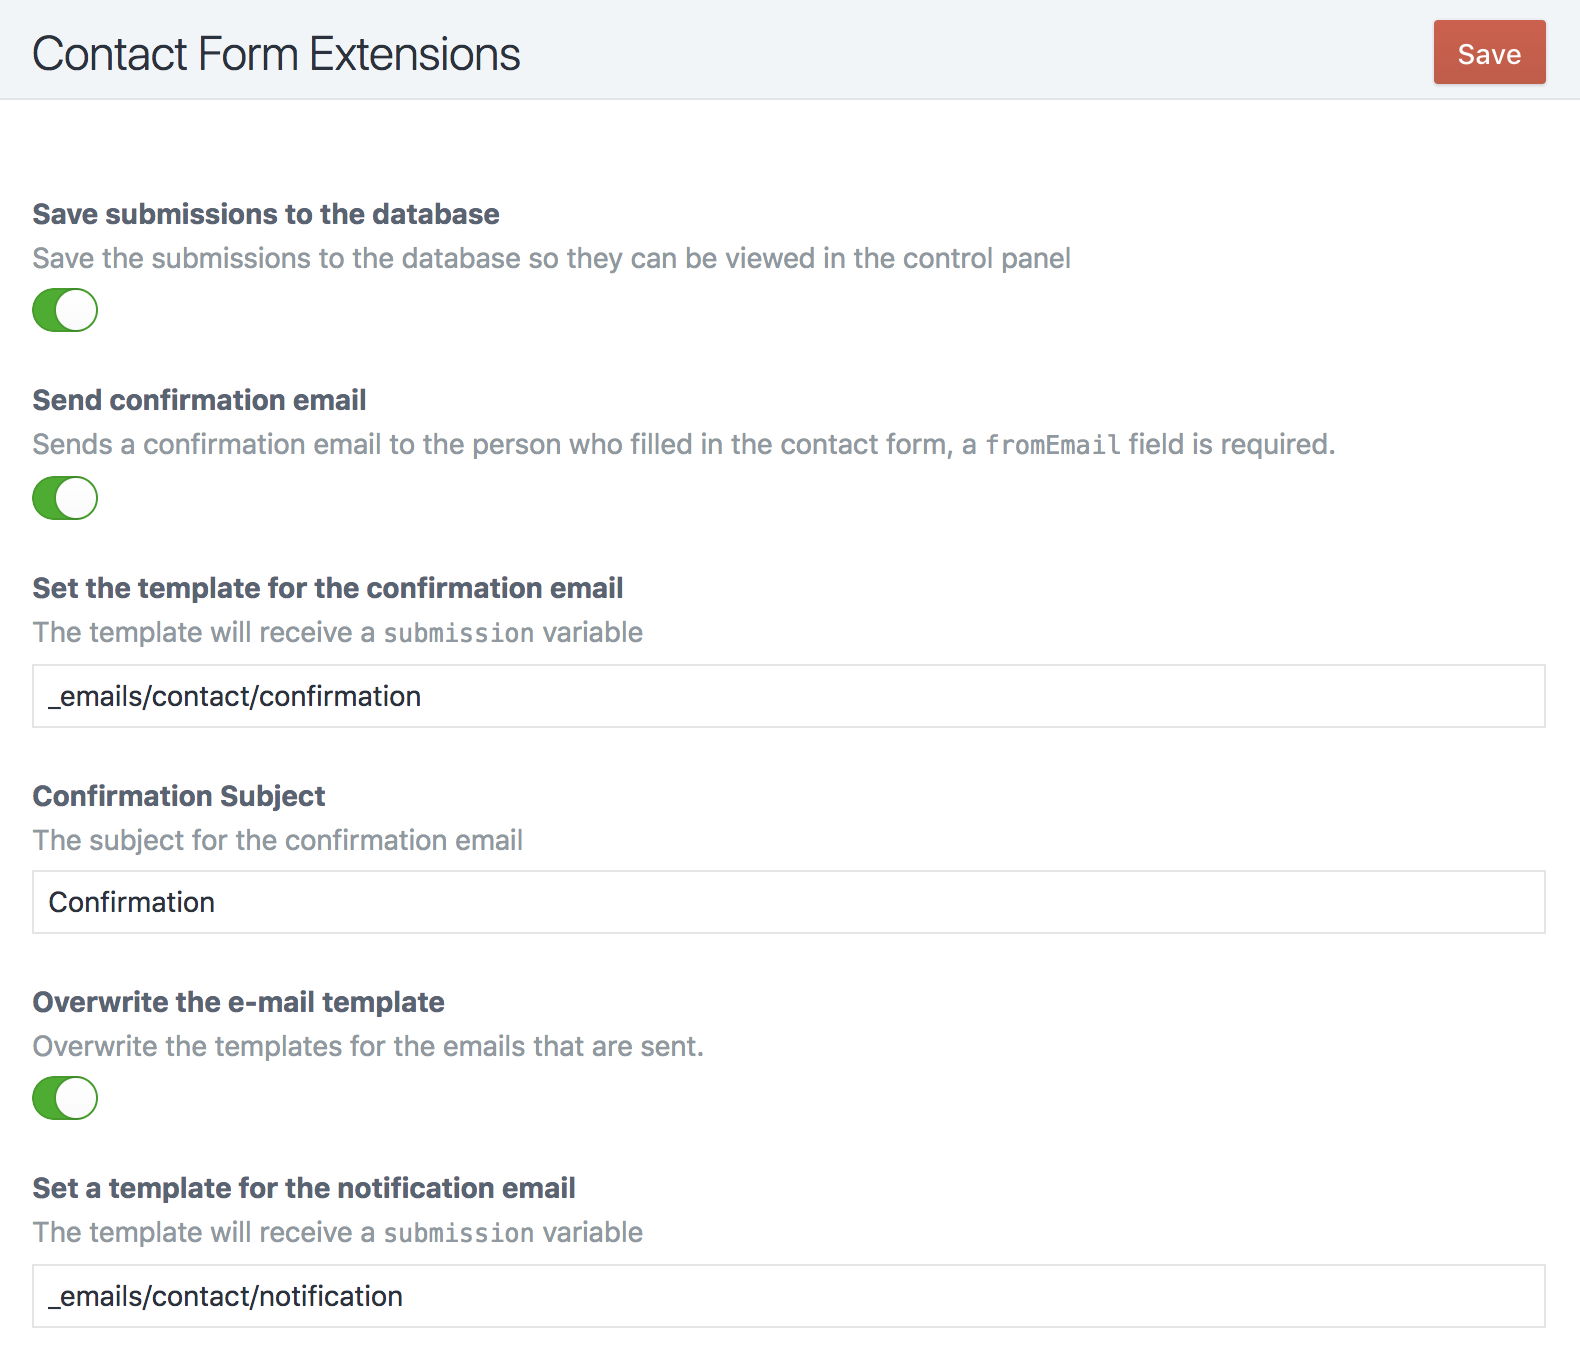 Contact Form Extensions
Save
Save submissions to the database
Save the submissions to the database so they can be viewed in the control panel
Send confirmation email
Sends a confirmation email to the person who filled in the contact form, a fromEmail field is required.
Set the template for the confirmation email
The template will receive a submission variable
_emails/contact/confirmation
Confirmation Subject
The subject for the confirmation email
Confirmation
Overwrite the e-mail template
Overwrite the templates for the emails that are sent.
Set a template for the notification email
The template will receive a submission variable
_emails/contact/notification